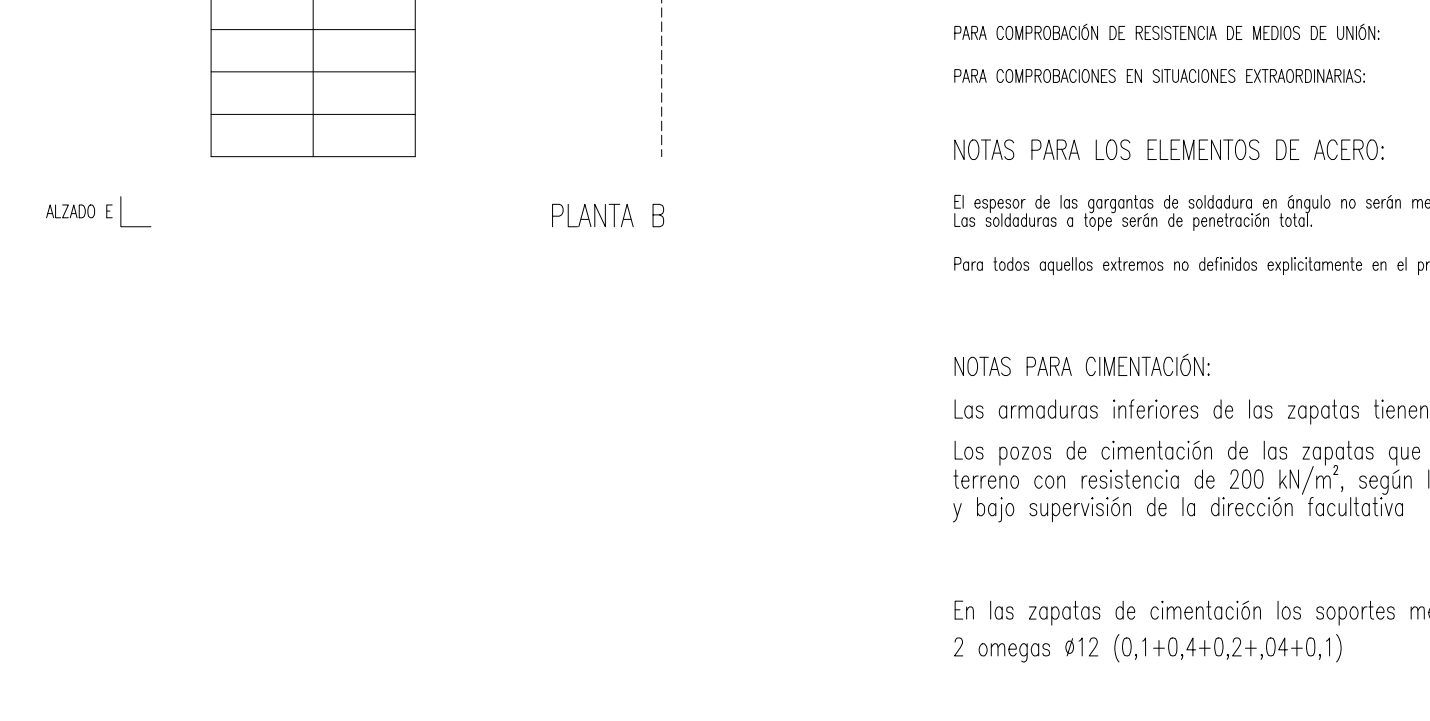 PARA COMPROBACIÓN DE RESISTENCIA DE MEDIOS DE UNIÓN:
PARA COMPROBACIONES EN SITUACIONES EXTRAORDINARIAS:
NOTAS PARA LOS ELEMENTOS DE ACERO:
El espesor de las gargantas de soldadura en ángulo no serán me
Las soldaduras a tope serán de penetración total.
ALZADO E
PLANTA B
Para todos aquellos extremos no definidos explicitamente en el pr
NOTAS PARA CIMENTACIÓN:
Las armaduras inferiores de las zapatas tienen
Los pozos de cimentación de las zapatas que
terreno con resistencia de 200 kN/m², según l
y bajo supervisión de la dirección facultativa
En las zapatas de cimentación los soportes me
2 omegas ø12 (0,1+0,4+0,2+,04+0,1)